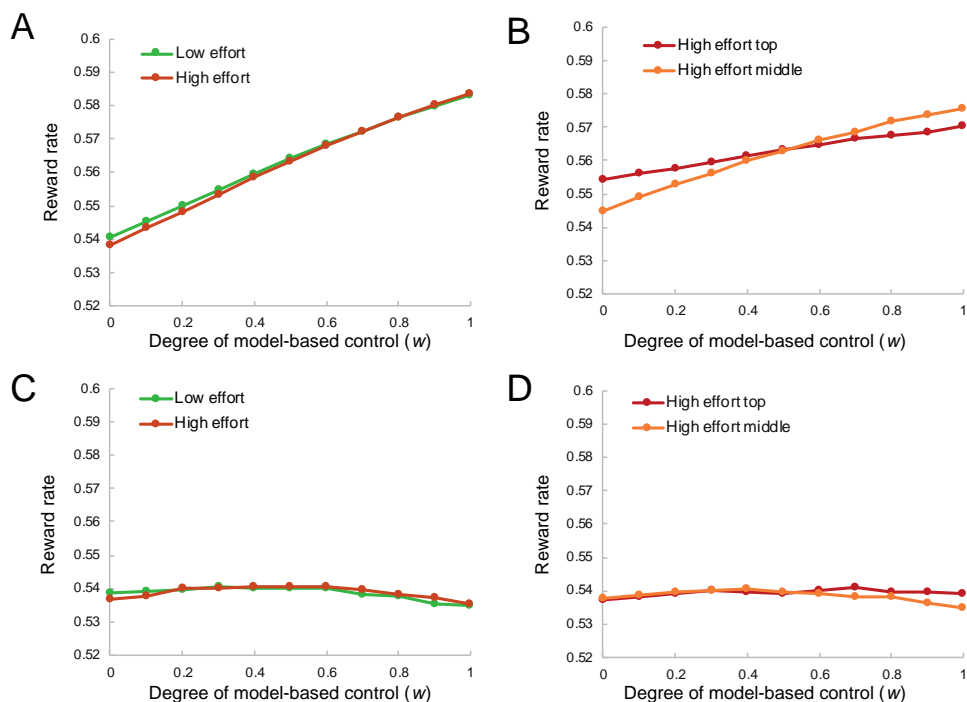 A
B
Low effort
High effort
High effort top
High effort middle
Reward rate
0.6
0.59
0.58
0.57
0.56
0.55
0.54
0.53
0.52
0 0.2 0.4 0.6 0.8 1
Degree of model-based control (w)
Reward rate
0.6
0.59
0.58
0.57
0.56
0.55
0.54
0.53
0.52
0 0.2 0.4 0.6 0.8 1
Degree of model-based control (w)
C
D
Low effort
High effort
High effort top
High effort middle
Reward rate
0.6
0.59
0.58
0.57
0.56
0.55
0.54
0.53
0.52
0 0.2 0.4 0.6 0.8 1
Degree of model-based control (w)
Reward rate
0.6
0.59
0.58
0.57
0.56
0.55
0.54
0.53
0.52
0 0.2 0.4 0.6 0.8 1
Degree of model-based control (w)